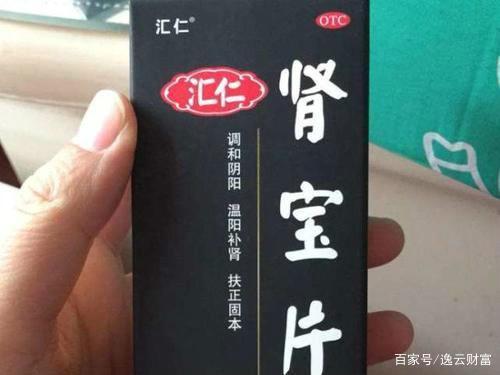 汇仁®
OTC
汇仁
肾宝片
调和阴阳 温阳补肾 扶正固本
百家号/逸云财富